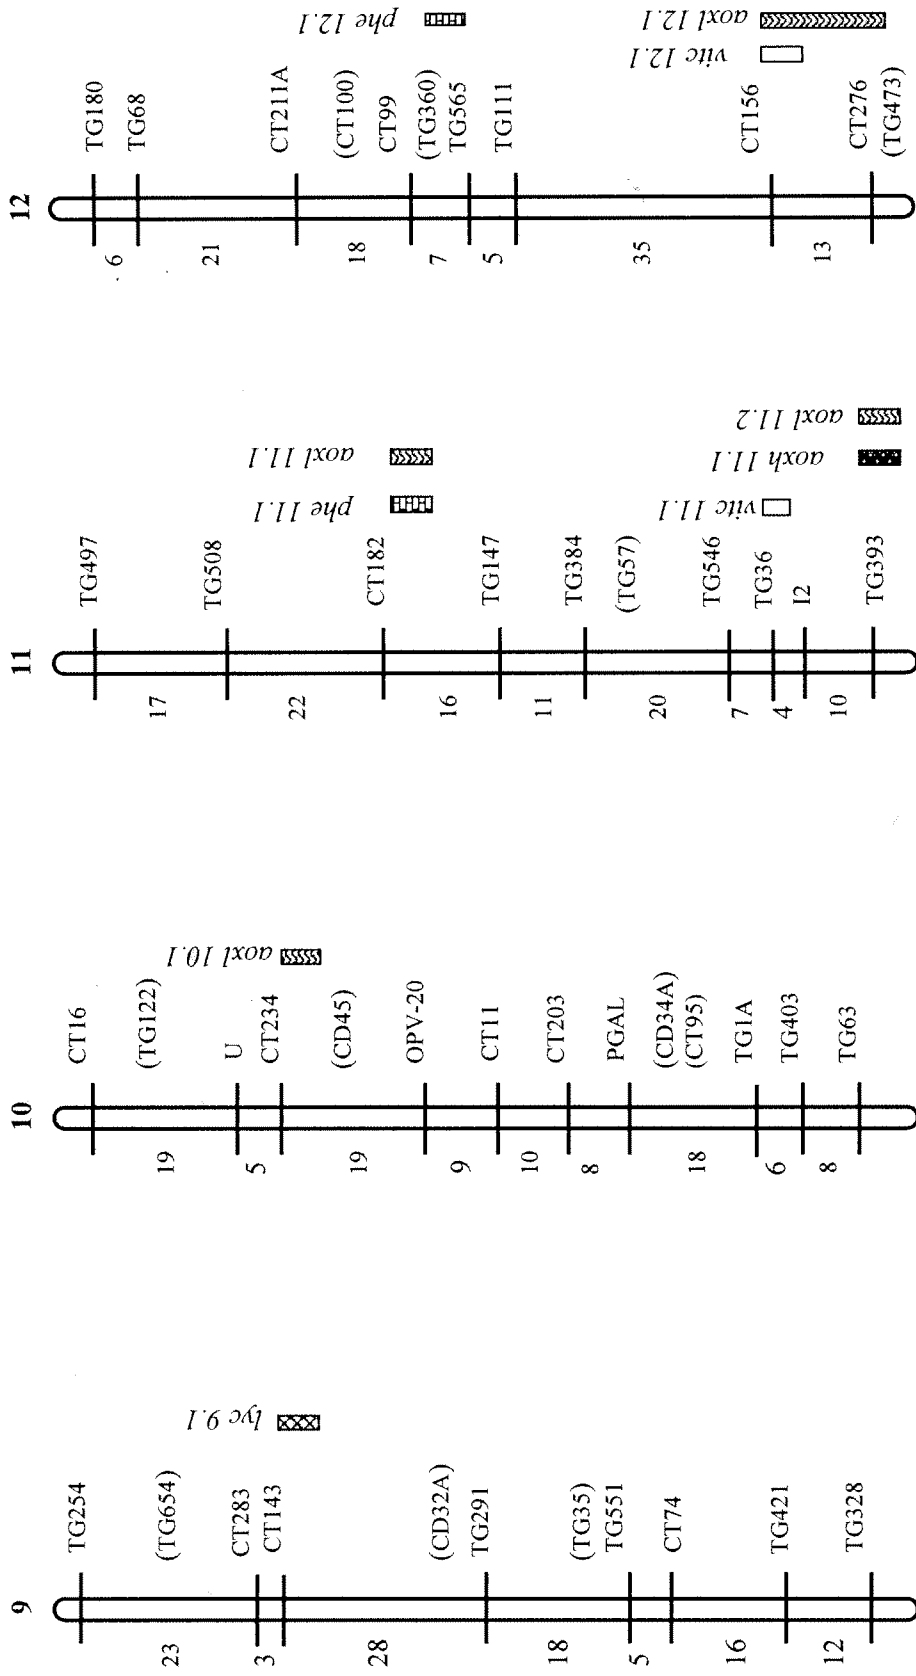 9
TG254
23
(TG654)
CT283
3
CT143
lyc 9.1
28
(CD32A)
TG291
18
(TG35)
TG551
5
CT74
16
TG421
12
TG328
10
CT16
19
(TG122)
U
5
CT234
aoxl 10.1
19
(CD45)
OPV-20
9
CT11
10
CT203
8
PGAL
18
(CD34A)
(CT95)
TG1A
6
TG403
8
TG63
11
TG497
17
TG508
22
CT182
phe 11.1
aoxl 11.1
16
TG147
11
TG384
20
(TG57)
TG546
7
TG36
vitc 11.1
4
I2
10
TG393
aoxh 11.1
aoxl 11.2
12
TG180
6
TG68
21
CT211A
18
(CT100)
CT99
7
(TG360)
TG565
phe 12.1
5
TG111
35
CT156
vitc 12.1
aoxl 12.1
13
CT276
(TG473)